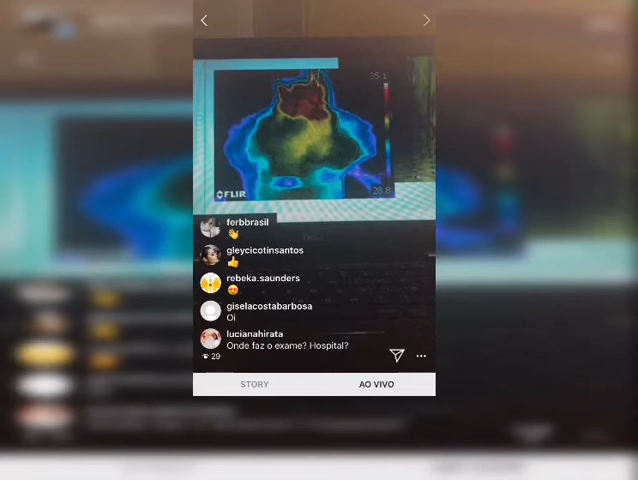 35.1
FLIR
28.8
ferbbrasil
gleycicotinsantos
rebeka.saunders
giselacostabarbosa
Oi
lucianahirata
Onde faz o exame? Hospital?
29
STORY
AO VIVO